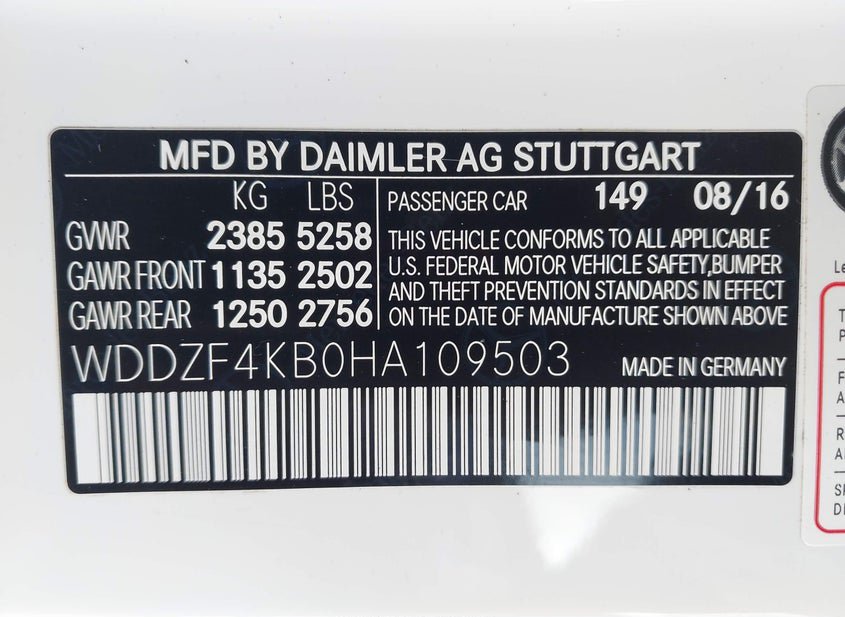 MFD BY DAIMLER AG STUTTGART
KG LBS
GVWR 2385 5258
GAWR FRONT 1135 2502
GAWR REAR 1250 2756
PASSENGER CAR 149 08/16
THIS VEHICLE CONFORMS TO ALL APPLICABLE
U.S. FEDERAL MOTOR VEHICLE SAFETY,BUMPER
AND THEFT PREVENTION STANDARDS IN EFFECT
ON THE DATE OF MANUFACTURE SHOWN ABOVE
WDDZF4KB0HA109503 MADE IN GERMANY